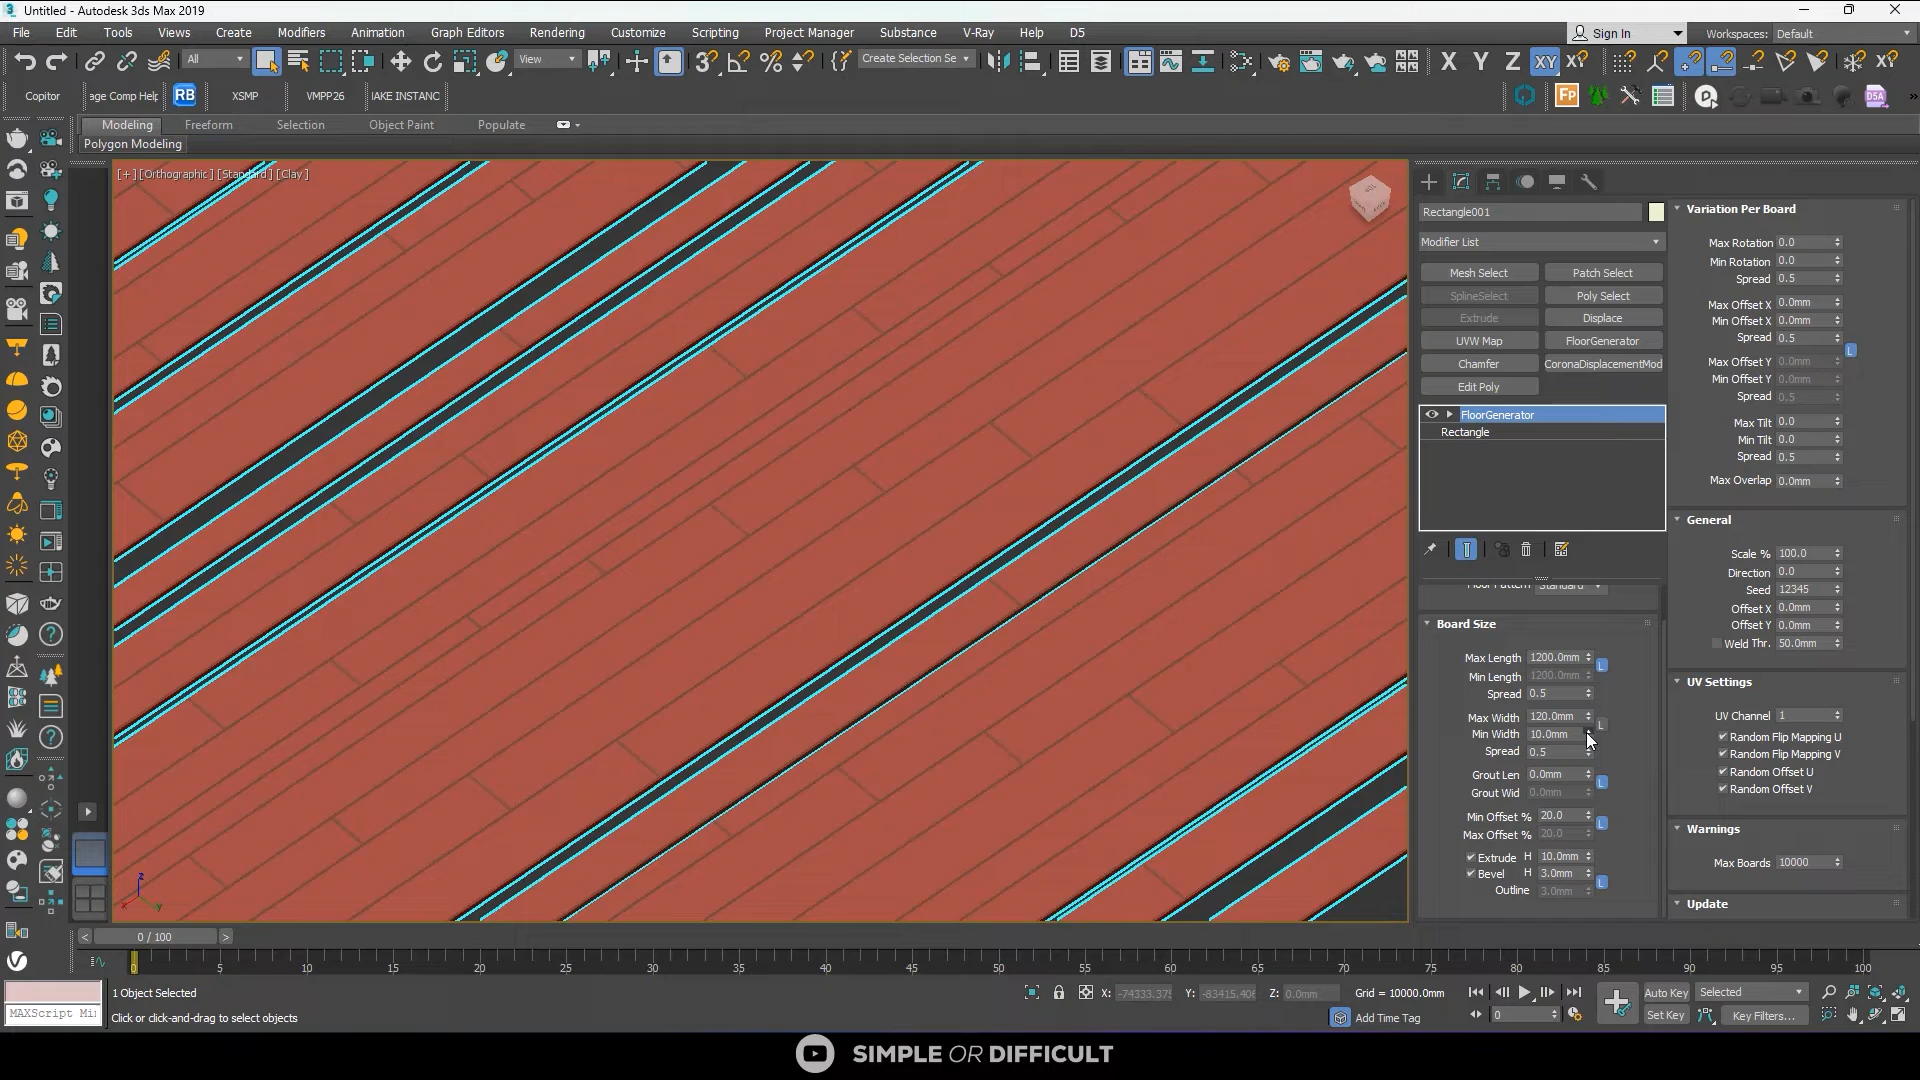 Untitled - Autodesk 3ds Max 2019
File Edit Tools Views Create Modifiers Animation Graph Editors Rendering Customize Scripting Project Manager Substance V-Ray Help D5
Sign In
Workspaces: Default
All
View
Create Selection Se
X Y Z XY XY
Copitor
age Comp Help
RB
XSMP
VMPP26
IAKE INSTANC
FP
D5A
Modeling Freeform Selection Object Paint Populate
Polygon Modeling
[+] [Orthographic] [Standard] [Clay]
Rectangle001
Modifier List
Mesh Select Patch Select
SplineSelect Poly Select
Extrude Displace
UVW Map FloorGenerator
Chamfer CoronaDisplacementMod
Edit Poly
FloorGenerator
Rectangle
Floor Pattern Standard
Board Size
Max Length 1200.0mm
L
Min Length 1200.0mm
Spread 0.5
Max Width 120.0mm
L
Min Width 10.0mm
Spread 0.5
Grout Len 0.0mm
L
Grout Wid 0.0mm
Min Offset % 20.0
L
Max Offset % 20.0
Extrude H 10.0mm
Bevel H 3.0mm
L
Outline 3.0mm
Variation Per Board
Max Rotation 0.0
Min Rotation 0.0
Spread 0.5
Max Offset X 0.0mm
Min Offset X 0.0mm
Spread 0.5
L
Max Offset Y 0.0mm
Min Offset Y 0.0mm
Spread 0.5
Max Tilt 0.0
Min Tilt 0.0
Spread 0.5
Max Overlap 0.0mm
General
Scale % 100.0
Direction 0.0
Seed 12345
Offset X 0.0mm
Offset Y 0.0mm
Weld Thr. 50.0mm
UV Settings
UV Channel 1
Random Flip Mapping U
Random Flip Mapping V
Random Offset U
Random Offset V
Warnings
Max Boards 10000
Update
z
x y
< 0 / 100 >
0 5 10 15 20 25 30 35 40 45 50 55 60 65 70 75 80 85 90 95 100
1 Object Selected
X: -74333.375 Y: -83415.406 Z: 0.0mm Grid = 10000.0mm
Auto Key Selected
MAXScript Mi
Click or click-and-drag to select objects
Add Time Tag
0
Set Key Key Filters...
SIMPLE OR DIFFICULT